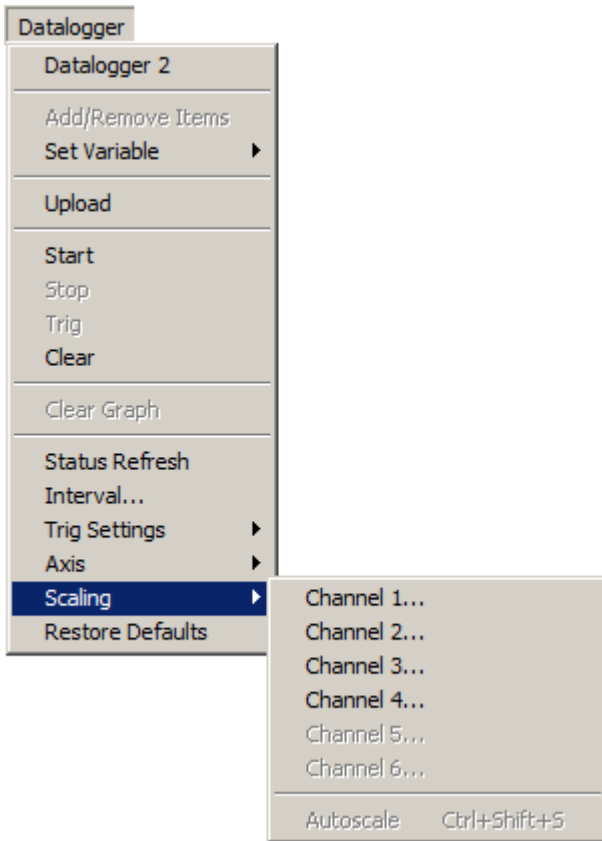 Datalogger
Datalogger 2
Add/Remove Items
Set Variable
Upload
Start
Stop
Trig
Clear
Clear Graph
Status Refresh
Interval...
Trig Settings
Axis
Scaling
Restore Defaults
Channel 1...
Channel 2...
Channel 3...
Channel 4...
Channel 5...
Channel 6...
Autoscale Ctrl+Shift+S